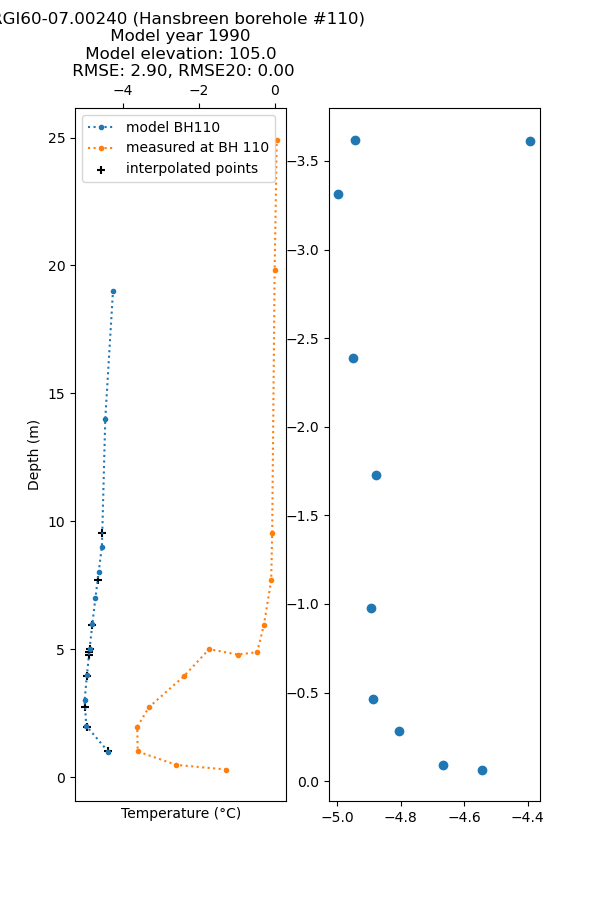 RGI60-07.00240 (Hansbreen borehole #110)
Model year 1990
Model elevation: 105.0
RMSE: 2.90, RMSE20: 0.00
−4 −2 0
model BH110
measured at BH 110
interpolated points
25
20
15
10
5
0
Depth (m)
Temperature (°C)
−3.5
−3.0
−2.5
−2.0
−1.5
−1.0
−0.5
0.0
−5.0 −4.8 −4.6 −4.4